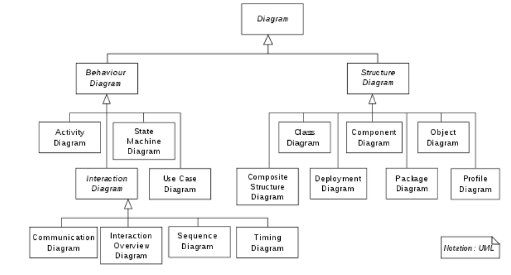 Diagram
Behaviour
Diagram
Structure
Diagram
Activity
Diagram
State
Machine
Diagram
Class
Diagram
Component
Diagram
Object
Diagram
Interaction
Diagram
Use Case
Diagram
Composite
Structure
Diagram
Deployment
Diagram
Package
Diagram
Profile
Diagram
Communication
Diagram
Interaction
Overview
Diagram
Sequence
Diagram
Timing
Diagram
Notation: UML